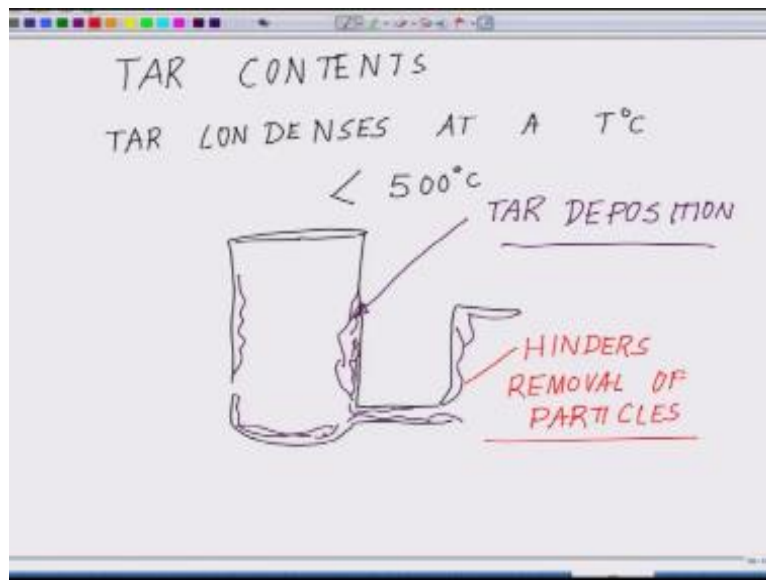 TAR CONTENTS
TAR CONDENSES AT A T°C
< 500°C
TAR DEPOSITION
HINDERS
REMOVAL OF
PARTICLES